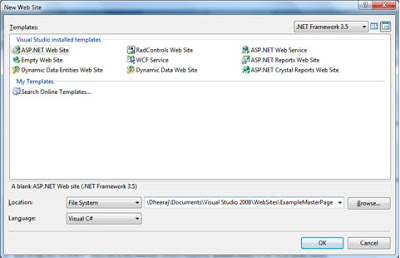 New Web Site
Templates:
.NET Framework 3.5
Visual Studio installed templates
ASP.NET Web Site
RadControls Web Site
ASP.NET Web Service
Empty Web Site
WCF Service
ASP.NET Reports Web Site
Dynamic Data Entities Web Site
Dynamic Data Web Site
ASP.NET Crystal Reports Web Site
My Templates
Search Online Templates...
A blank ASP.NET Web site (.NET Framework 3.5)
Location:
File System
\Dheeraj\Documents\Visual Studio 2008\WebSites\ExampleMasterPage
Browse...
Language:
Visual C#
OK
Cancel